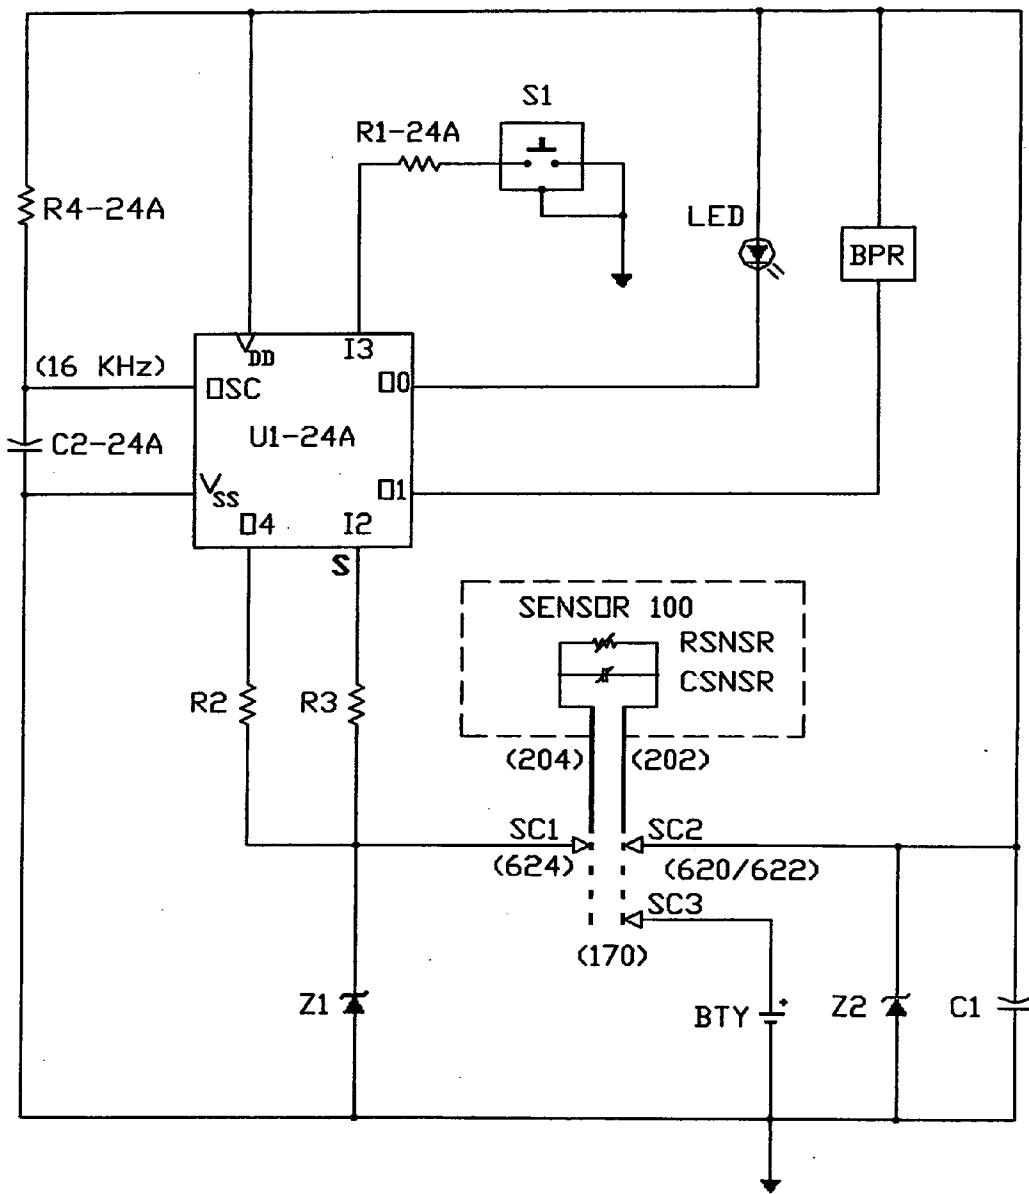 S1
R1-24A
R4-24A
LED
BPR
(16 KHz)
VDD
I3
OSC
O0
U1-24A
C2-24A
VSS
O1
O4
I2
S
SENSOR 100
RSNSR
CSNSR
R2
R3
(204)
(202)
SC1
SC2
(624)
(620/622)
SC3
(170)
Z1
BTY
+
Z2
C1